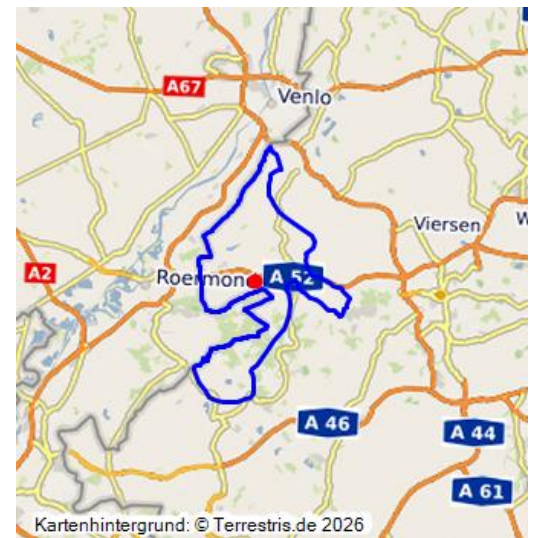 A67
Venlo
Viersen
A2
Roermon
A 52
A 46
A 44
A 61
Kartenhintergrund: © Terrestris.de 2026